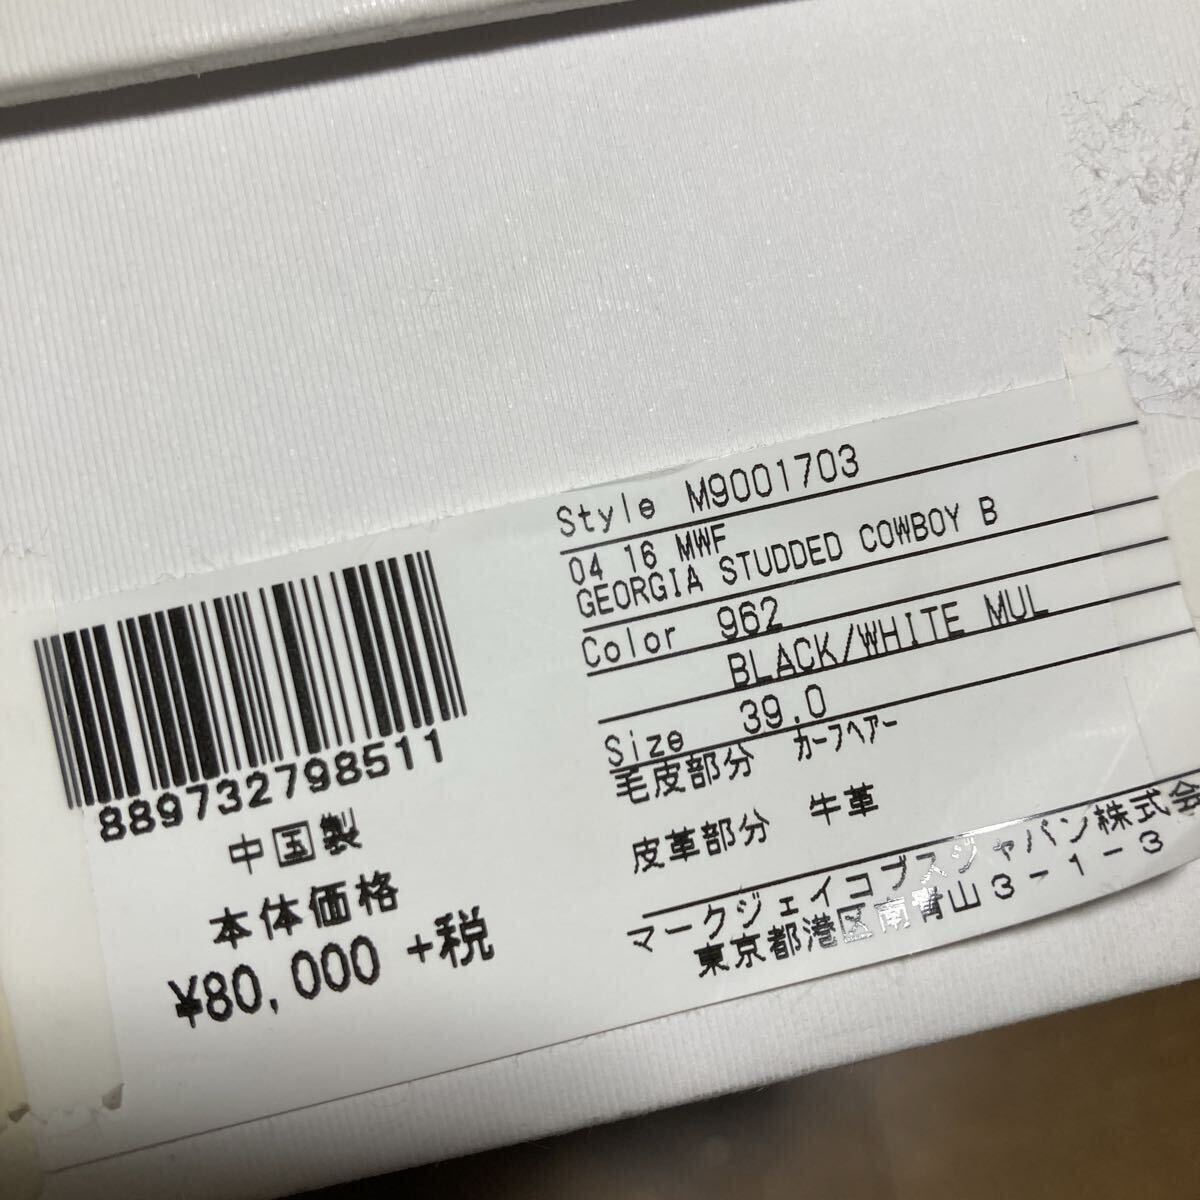 Style M9001703
04 16 MWF
GEORGIA STUDDED COWBOY B
Color 962
BLACK/WHITE MUL
Size 39.0
毛皮部分 カーフヘアー
皮革部分 牛革
マークジェイコブスジャパン株式会
東京都港区南青山3-1-3
889732798511
中国製
本体価格
¥80,000 +税